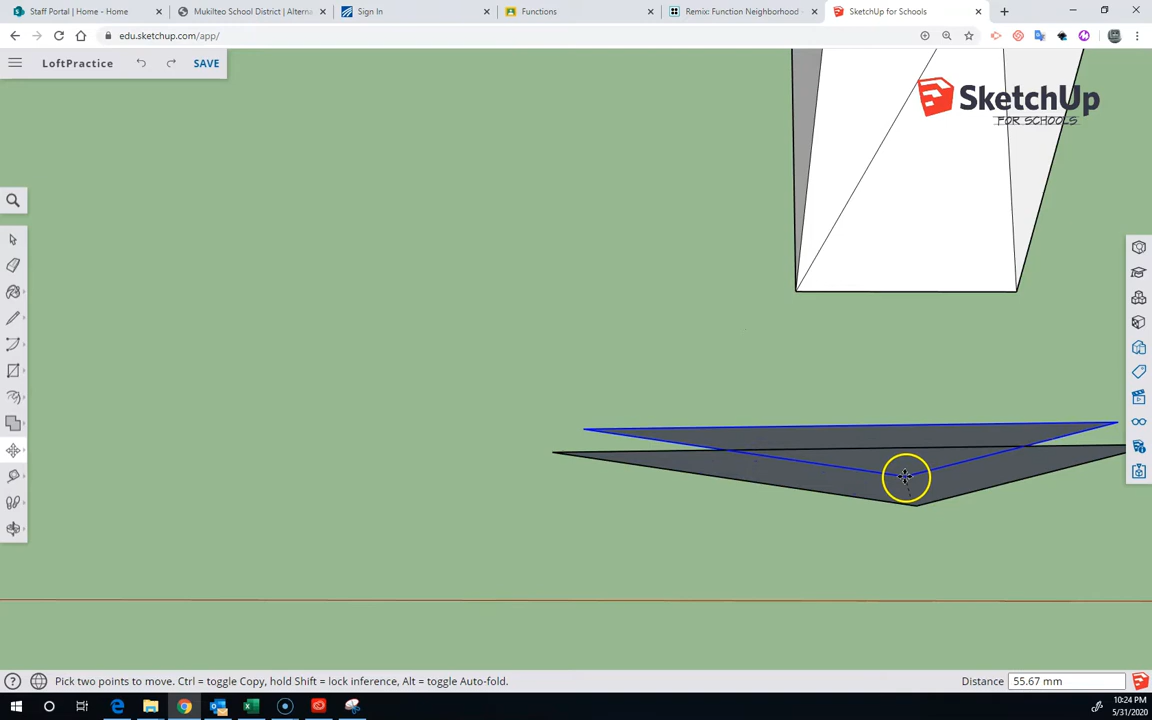 Staff Portal | Home - Home
Mukilteo School District | Alterna
Sign In
Functions
Remix: Function Neighborhood
SketchUp for Schools
edu.sketchup.com/app/
LoftPractice
SAVE
SketchUp
FOR SCHOOLS
Pick two points to move. Ctrl = toggle Copy, hold Shift = lock inference, Alt = toggle Auto-fold.
Distance
55.67 mm
10:24 PM
5/31/2020